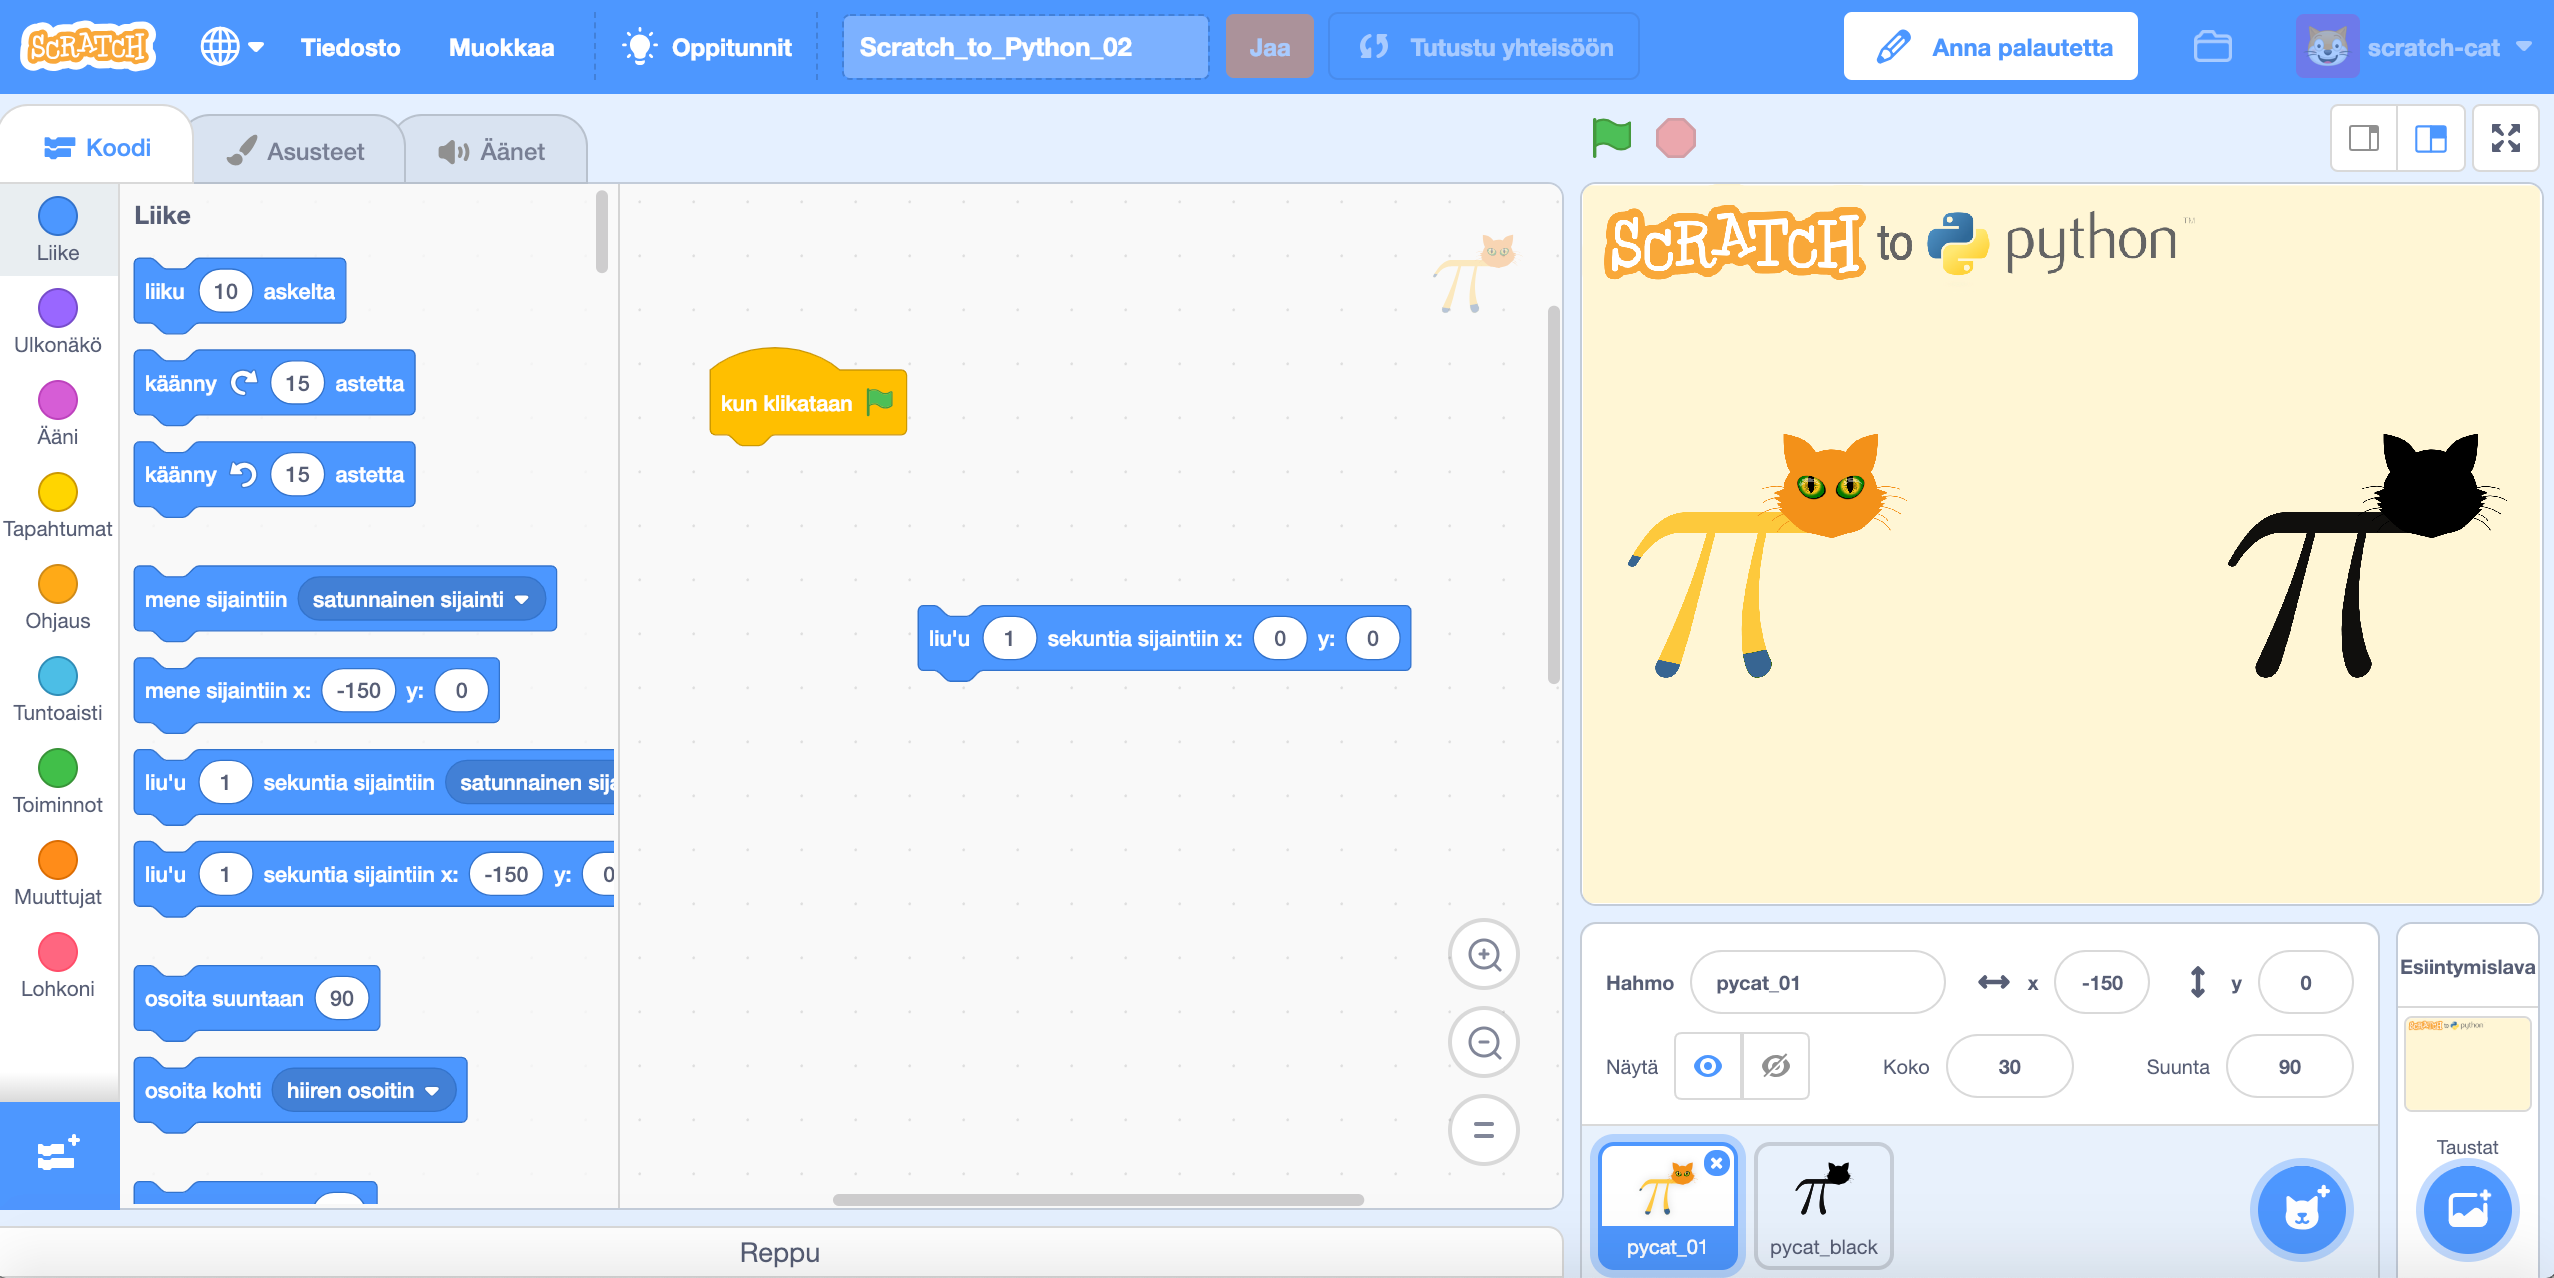 SCRATCH Tiedosto Muokkaa Oppitunnit Scratch_to_Python_02 Jaa Tutustu yhteisöön Anna palautetta scratch-cat
Koodi Asusteet Äänet
Liike
Ulkonäkö
Ääni
Tapahtumat
Ohjaus
Tuntoaisti
Toiminnot
Muuttujat
Lohkoni
Liike
liiku 10 askelta
käänny 15 astetta
käänny 15 astetta
mene sijaintiin satunnainen sijainti
mene sijaintiin x: -150 y: 0
liu'u 1 sekuntia sijaintiin satunnainen sija
liu'u 1 sekuntia sijaintiin x: -150 y: 0
osoita suuntaan 90
osoita kohti hiiren osoitin
kun klikataan
liu'u 1 sekuntia sijaintiin x: 0 y: 0
Reppu
SCRATCH to python™
Hahmo pycat_01 x -150 y 0
Näytä Koko 30 Suunta 90
pycat_01 pycat_black
Esiintymislava
SCRATCH to python
Taustat